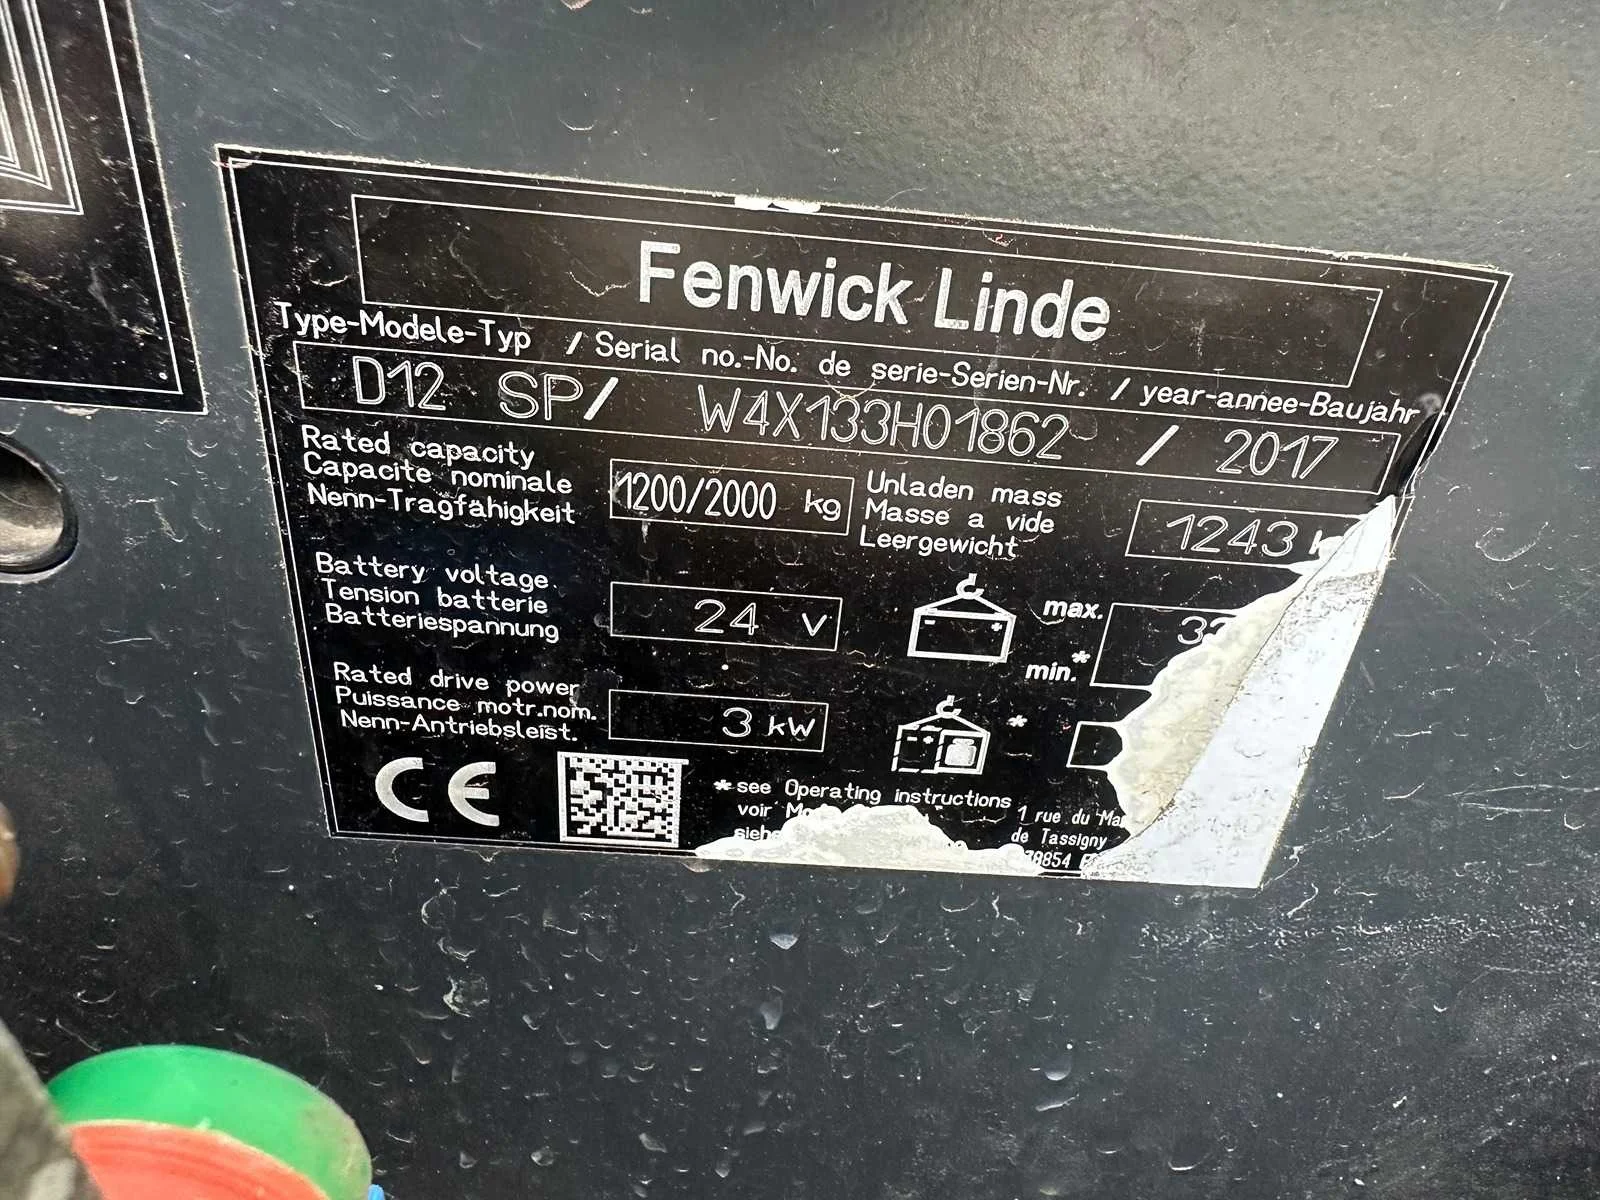 Fenwick Linde
Type-Modele-Typ / Serial no.-No. de serie-Serien-Nr. / year-annee-Baujahr
D12 SP/ W4X133H01862 / 2017
Rated capacity
Capacite nominale
Nenn-Tragfähigkeit
1200/2000 kg
Unladen mass
Masse a vide
Leergewicht
1243
Battery voltage
Tension batterie
Batteriespannung
24 V
- +
max.
min.*
Rated drive power
Puissance motr.nom.
Nenn-Antriebsleist.
3 kW
*
CE
*see Operating instructions
voir
siehe
1 rue du
de Tassigny